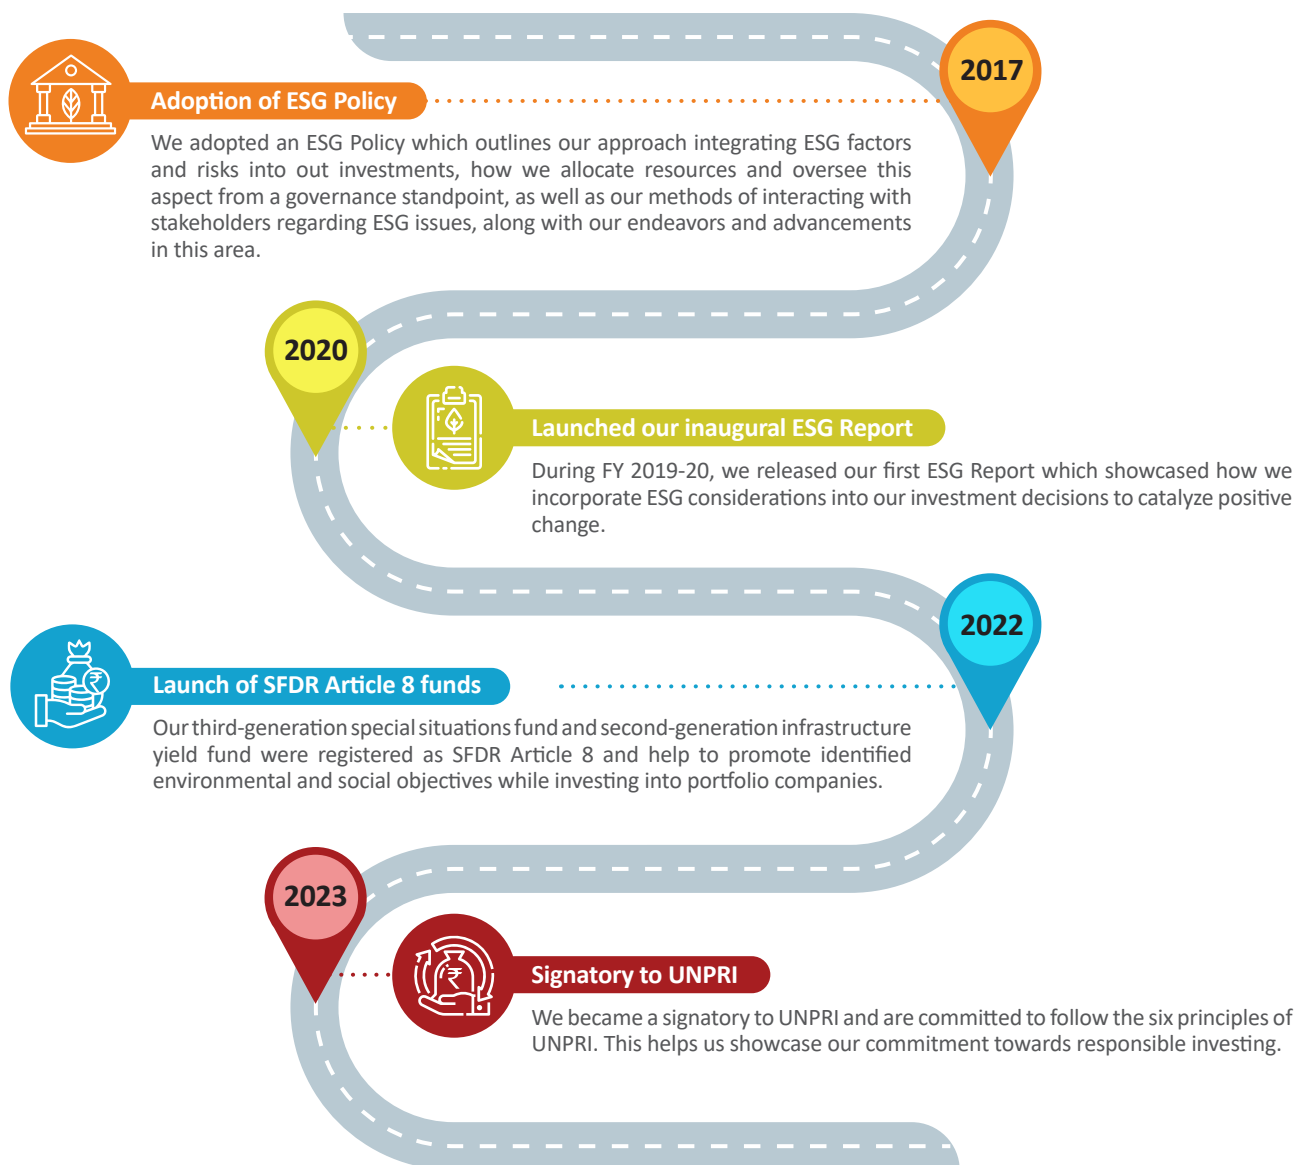 2017
Adoption of ESG Policy
We adopted an ESG Policy which outlines our approach integrating ESG factors
and risks into out investments, how we allocate resources and oversee this
aspect from a governance standpoint, as well as our methods of interacting with
stakeholders regarding ESG issues, along with our endeavors and advancements
in this area.
2020
Launched our inaugural ESG Report
During FY 2019-20, we released our first ESG Report which showcased how we
incorporate ESG considerations into our investment decisions to catalyze positive
change.
2022
Launch of SFDR Article 8 funds
₹
Our third-generation special situations fund and second-generation infrastructure
yield fund were registered as SFDR Article 8 and help to promote identified
environmental and social objectives while investing into portfolio companies.
2023
Signatory to UNPRI
₹
We became a signatory to UNPRI and are committed to follow the six principles of
UNPRI. This helps us showcase our commitment towards responsible investing.